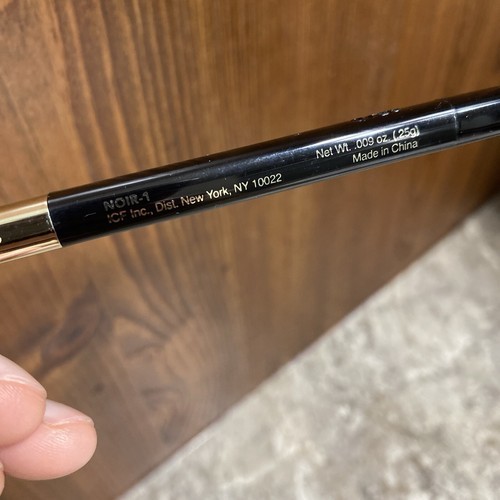 NOIR-1
ICF Inc., Dist. New York, NY 10022
Net Wt. .009 oz. (.25g)
Made in China